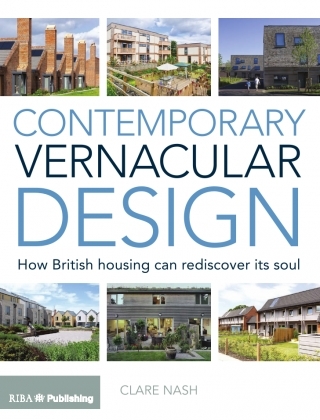 CONTEMPORARY
VERNACULAR
DESIGN
How British housing can rediscover its soul
RIBA Publishing
CLARE NASH